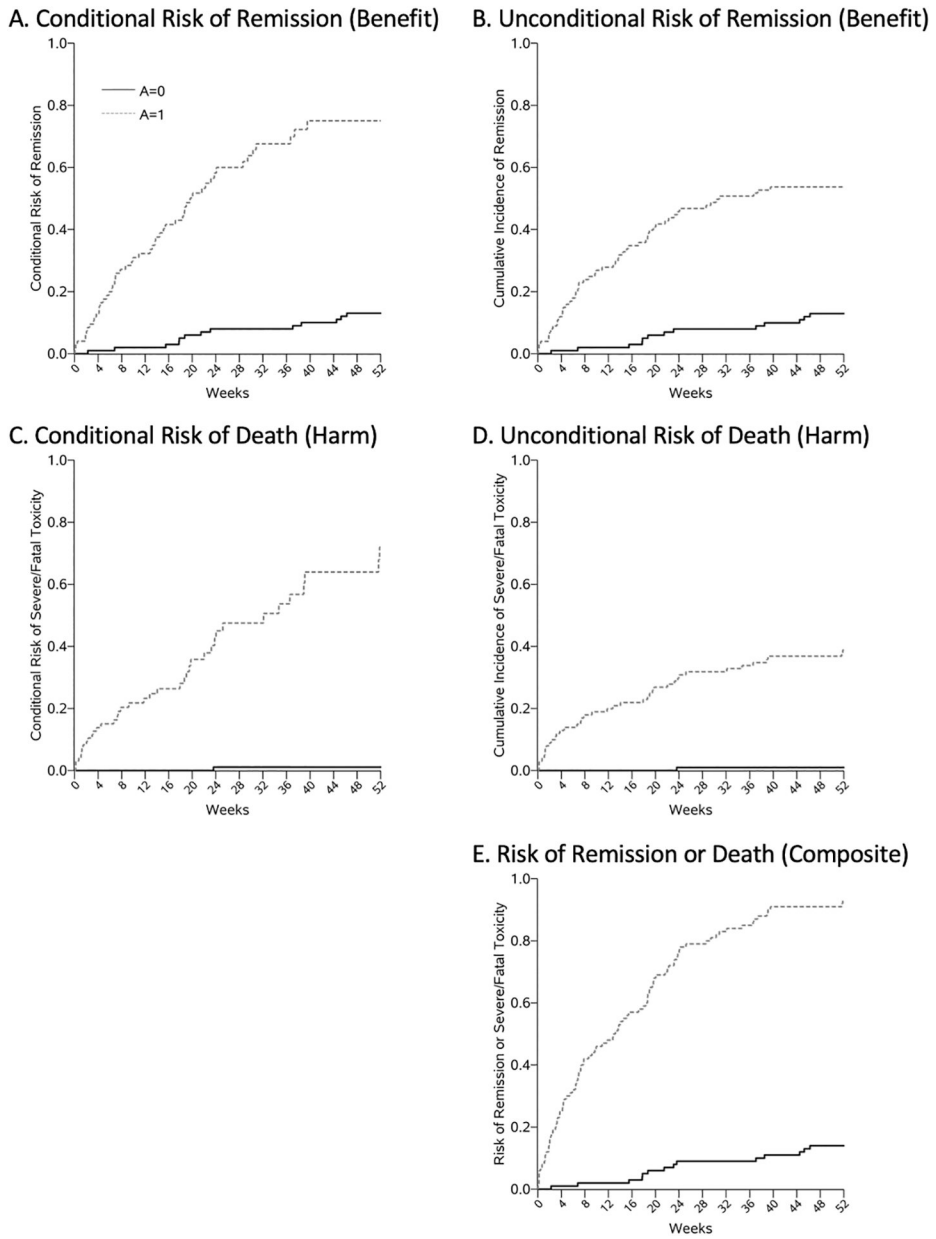 A. Conditional Risk of Remission (Benefit)
Conditional Risk of Remission
1.0
0.8
0.6
0.4
0.2
0.0
A=0
A=1
0 4 8 12 16 20 24 28 32 36 40 44 48 52
Weeks
B. Unconditional Risk of Remission (Benefit)
Cumulative Incidence of Remission
1.0
0.8
0.6
0.4
0.2
0.0
0 4 8 12 16 20 24 28 32 36 40 44 48 52
Weeks
C. Conditional Risk of Death (Harm)
Conditional Risk of Severe/Fatal Toxicity
1.0
0.8
0.6
0.4
0.2
0.0
0 4 8 12 16 20 24 28 32 36 40 44 48 52
Weeks
D. Unconditional Risk of Death (Harm)
Cumulative Incidence of Severe/Fatal Toxicity
1.0
0.8
0.6
0.4
0.2
0.0
0 4 8 12 16 20 24 28 32 36 40 44 48 52
Weeks
E. Risk of Remission or Death (Composite)
Risk of Remission or Severe/Fatal Toxicity
1.0
0.8
0.6
0.4
0.2
0.0
0 4 8 12 16 20 24 28 32 36 40 44 48 52
Weeks